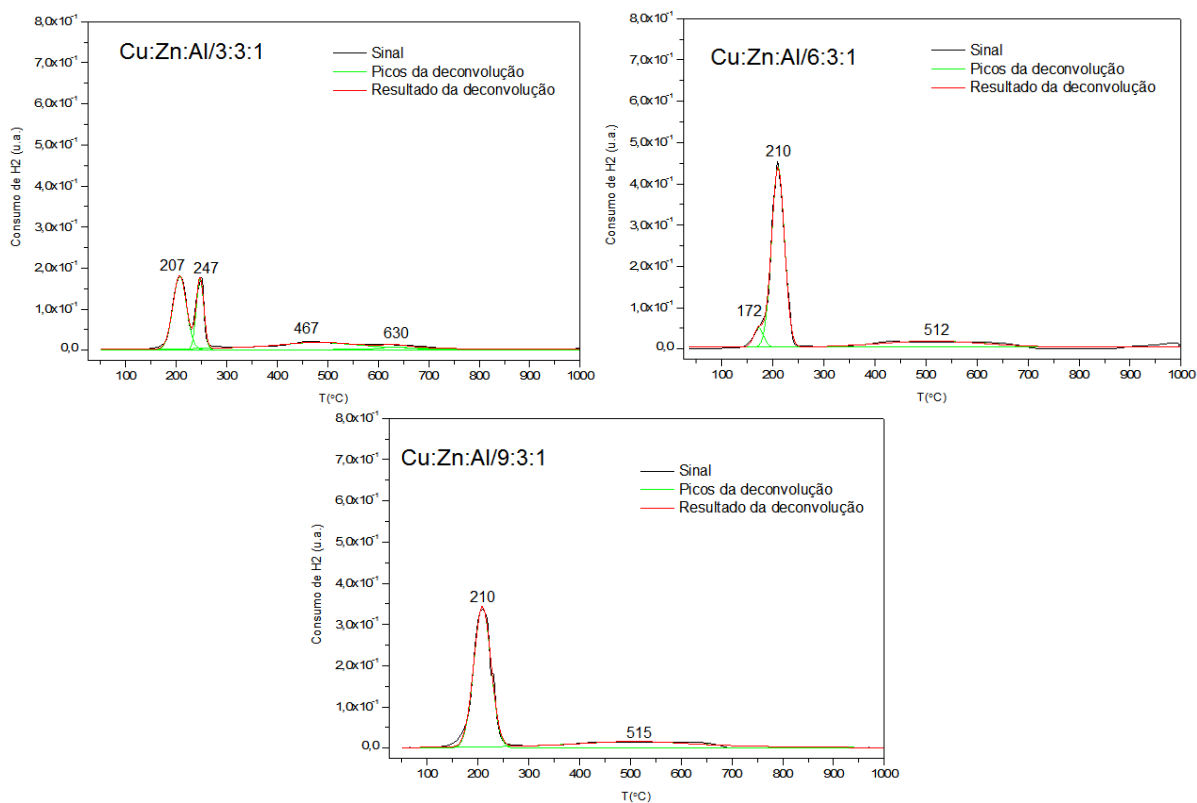 Cu:Zn:Al/3:3:1
Sinal
Picos da deconvolução
Resultado da deconvolução
8,0x10⁻¹
7,0x10⁻¹
6,0x10⁻¹
5,0x10⁻¹
4,0x10⁻¹
3,0x10⁻¹
2,0x10⁻¹
1,0x10⁻¹
0,0
Consumo de H2 (u.a.)
207
247
467
630
100 200 300 400 500 600 700 800 900 1000
T(°C)
Cu:Zn:Al/6:3:1
Sinal
Picos da deconvolução
Resultado da deconvolução
8,0x10⁻¹
7,0x10⁻¹
6,0x10⁻¹
5,0x10⁻¹
4,0x10⁻¹
3,0x10⁻¹
2,0x10⁻¹
1,0x10⁻¹
0,0
Consumo de H2 (u.a.)
210
172
512
100 200 300 400 500 600 700 800 900 1000
T(°C)
Cu:Zn:Al/9:3:1
Sinal
Picos da deconvolução
Resultado da deconvolução
8,0x10⁻¹
7,0x10⁻¹
6,0x10⁻¹
5,0x10⁻¹
4,0x10⁻¹
3,0x10⁻¹
2,0x10⁻¹
1,0x10⁻¹
0,0
Consumo de H2 (u.a.)
210
515
100 200 300 400 500 600 700 800 900 1000
T(°C)